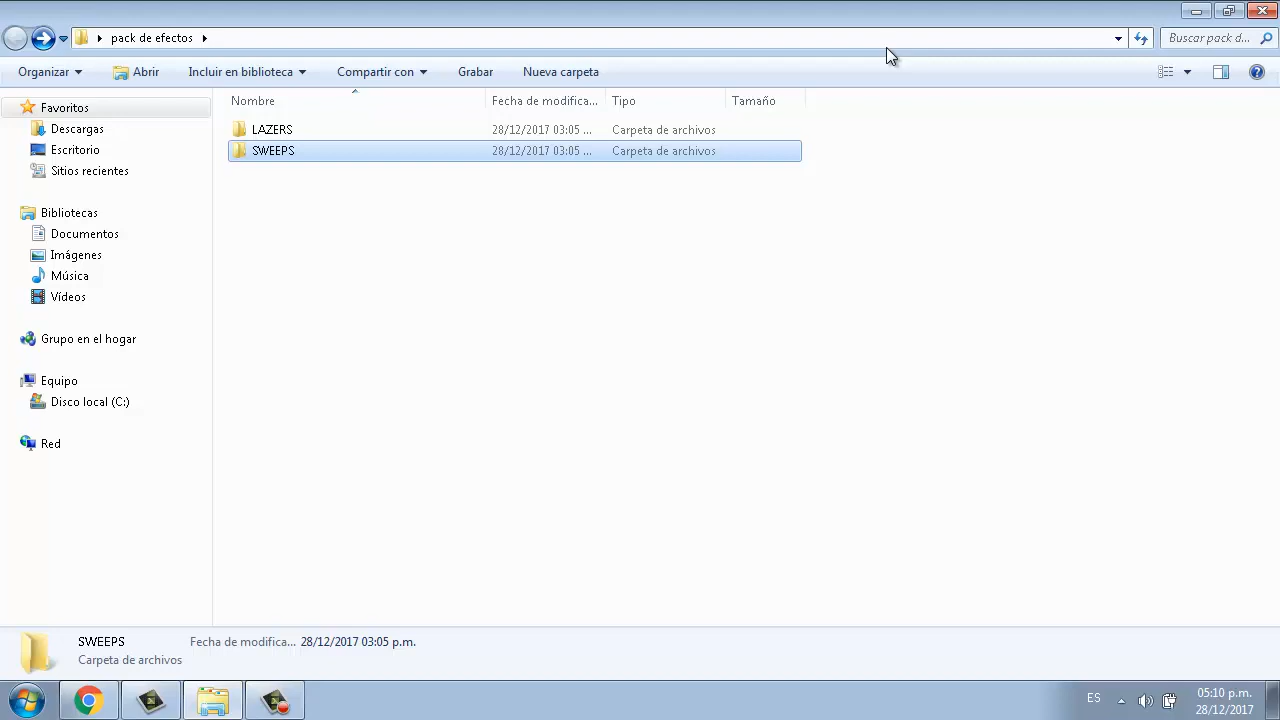 pack de efectos
Buscar pack d...
Organizar
Abrir
Incluir en biblioteca
Compartir con
Grabar
Nueva carpeta
Favoritos
Descargas
Escritorio
Sitios recientes
Bibliotecas
Documentos
Imágenes
Música
Vídeos
Grupo en el hogar
Equipo
Disco local (C:)
Red
Nombre Fecha de modifica... Tipo Tamaño
LAZERS 28/12/2017 03:05 ... Carpeta de archivos
SWEEPS 28/12/2017 03:05 ... Carpeta de archivos
SWEEPS Fecha de modifica... 28/12/2017 03:05 p.m.
Carpeta de archivos
ES
05:10 p.m.
28/12/2017